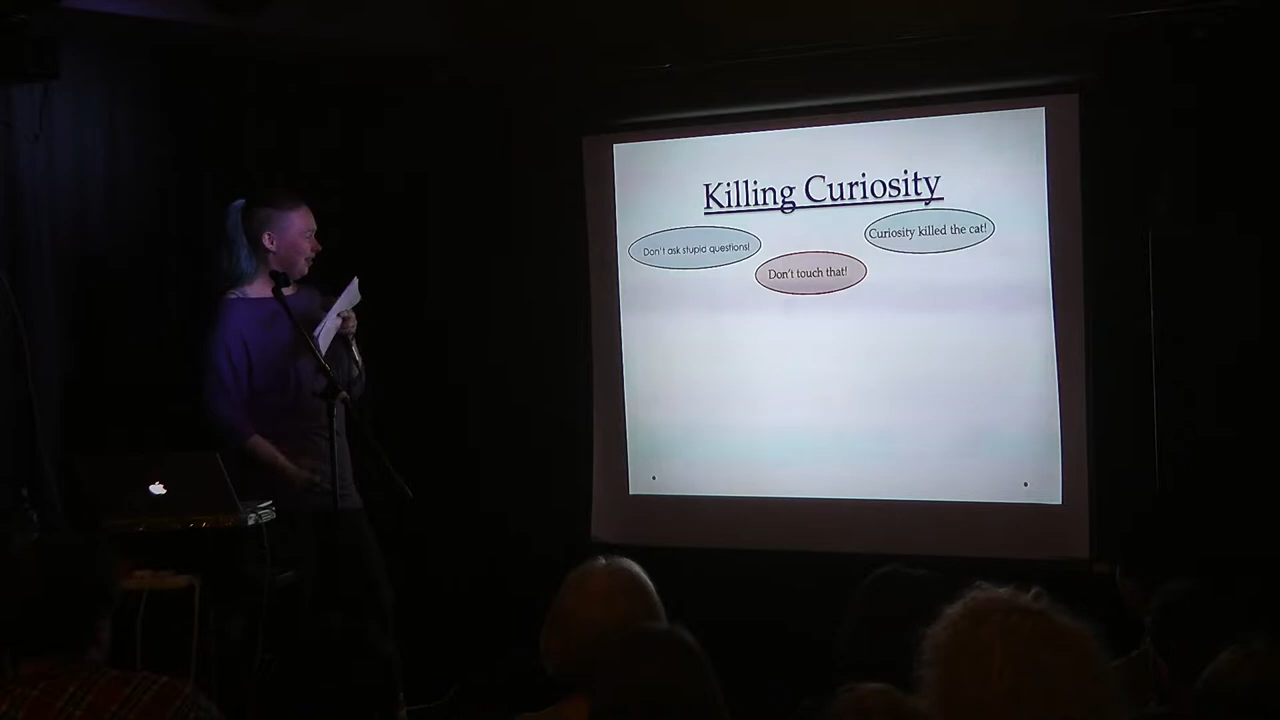 Killing Curiosity
Don't ask stupid questions!
Don't touch that!
Curiosity killed the cat!